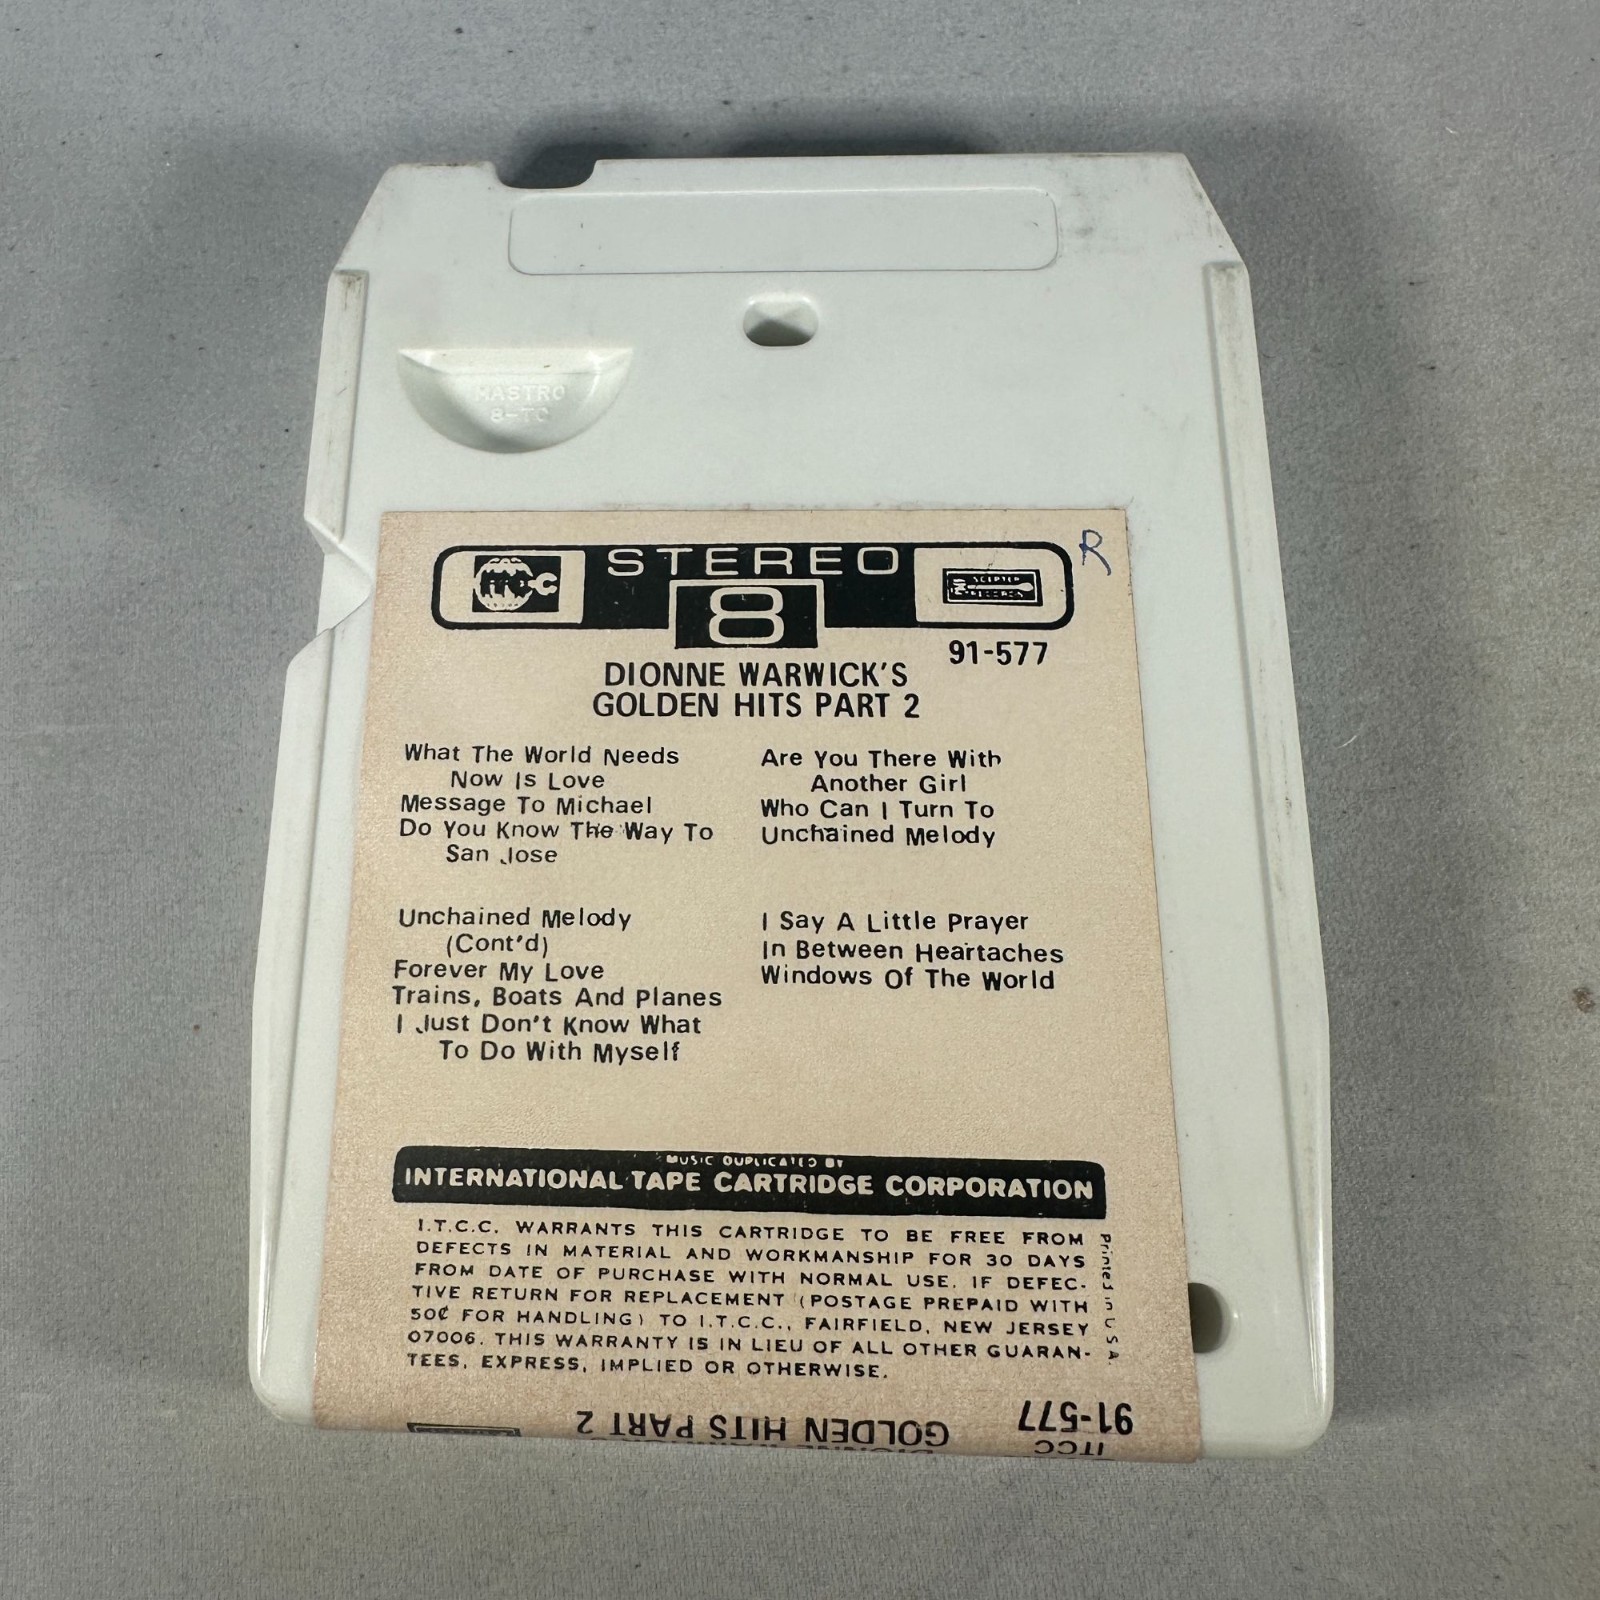 MASTRO
8-TC
ITCC
STEREO
8
SCEPTER
RECORDS
R
91-577
DIONNE WARWICK'S
GOLDEN HITS PART 2
What The World Needs
Now Is Love
Message To Michael
Do You Know The Way To
San Jose
Are You There With
Another Girl
Who Can I Turn To
Unchained Melody
Unchained Melody
(Cont'd)
Forever My Love
Trains, Boats And Planes
I Just Don't Know What
To Do With Myself
I Say A Little Prayer
In Between Heartaches
Windows Of The World
MUSIC DUPLICATED BY
INTERNATIONAL TAPE CARTRIDGE CORPORATION
I.T.C.C. WARRANTS THIS CARTRIDGE TO BE FREE FROM
DEFECTS IN MATERIAL AND WORKMANSHIP FOR 30 DAYS
FROM DATE OF PURCHASE WITH NORMAL USE. IF DEFEC-
TIVE RETURN FOR REPLACEMENT (POSTAGE PREPAID WITH
50¢ FOR HANDLING) TO I.T.C.C., FAIRFIELD, NEW JERSEY
07006. THIS WARRANTY IS IN LIEU OF ALL OTHER GUARAN-
TEES, EXPRESS, IMPLIED OR OTHERWISE.
Printed in U.S.A.
ITCC
91-577
GOLDEN HITS PART 2